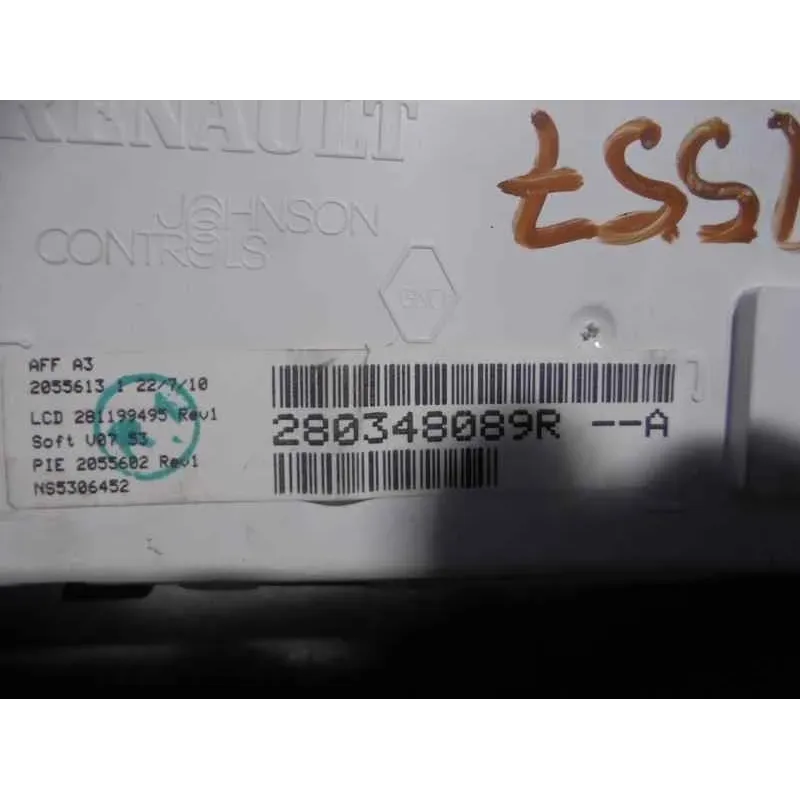 RENAULT
JOHNSON
CONTROLS
1557
AFF A3
2055613 1 22/7/10
LCD 281199495 Rev1
Soft V07 53
PIE 2055602 Rev1
NS5306452
280348089R --A